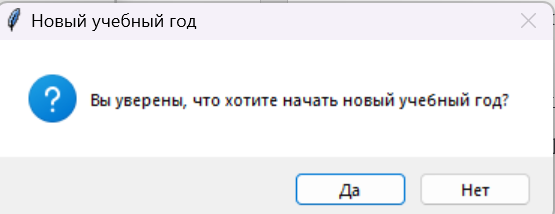 Новый учебный год
Вы уверены, что хотите начать новый учебный год?
Да
Нет